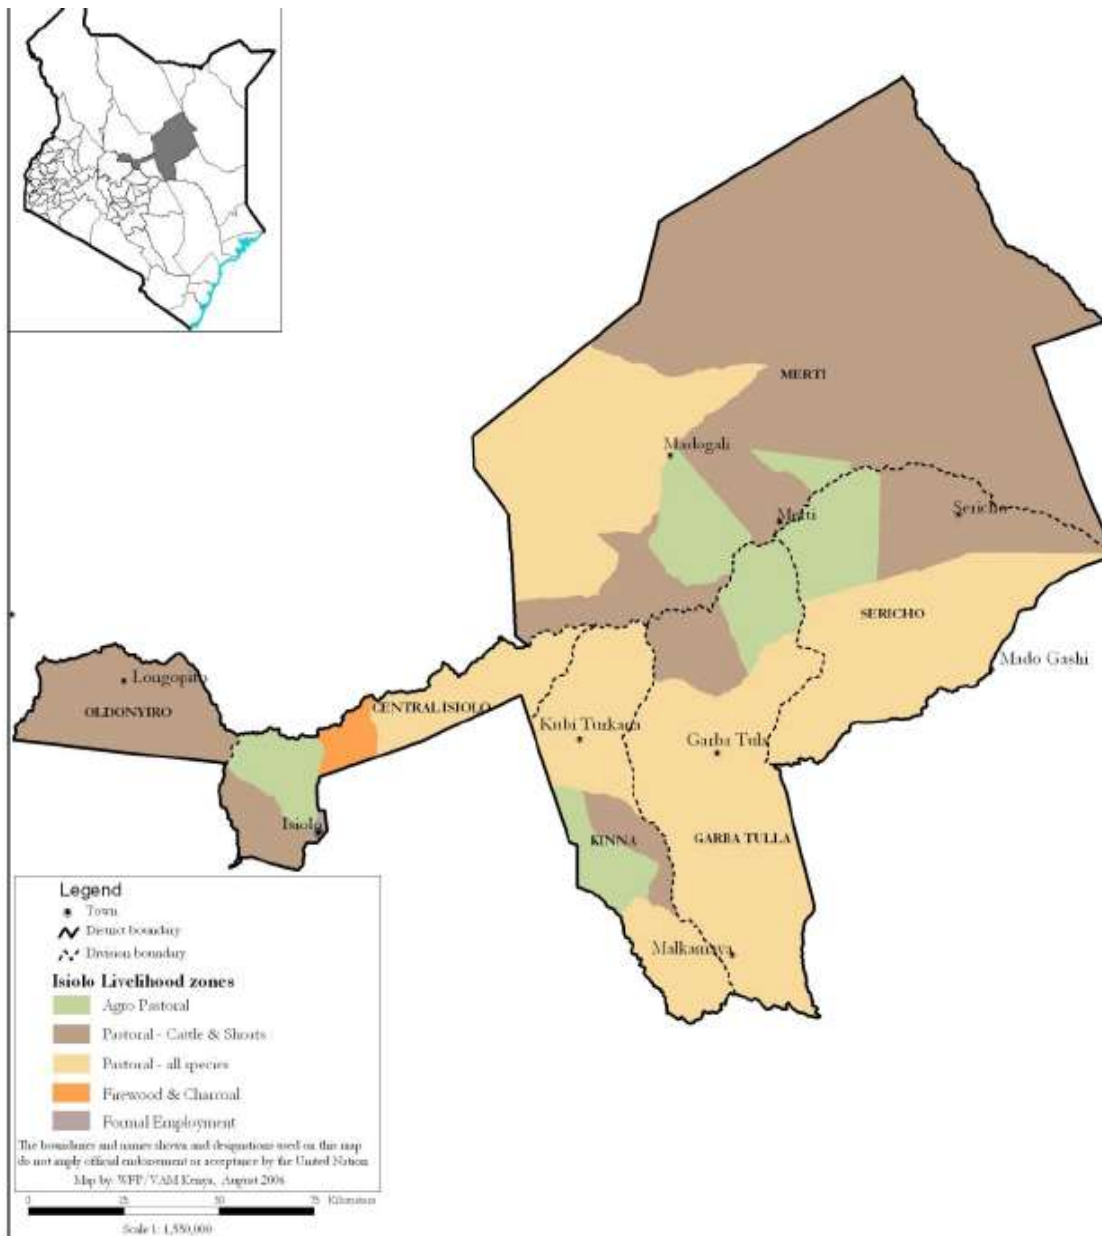 MERTI
Madogali
Merti
Sericho
SERICHO
Mado Gashi
Longopito
OLDONYIRO
CENTRAL ISIOLO
Kubi Turkana
Garba Tula
Isiolo
KINNA
GARBA TULLA
Malkamaya
Legend
Town
District boundary
Division boundary
Isiolo Livelihood zones
Agro Pastoral
Pastoral - Cattle & Shoats
Pastoral - all species
Firewood & Charcoal
Formal Employment
The boundaries and names shown and designations used on this map
do not imply official endorsement or acceptance by the United Nation
Map by: WFP/VAM Kenya, August 2006
0 25 50 75 Kilometers
Scale 1: 1,550,000